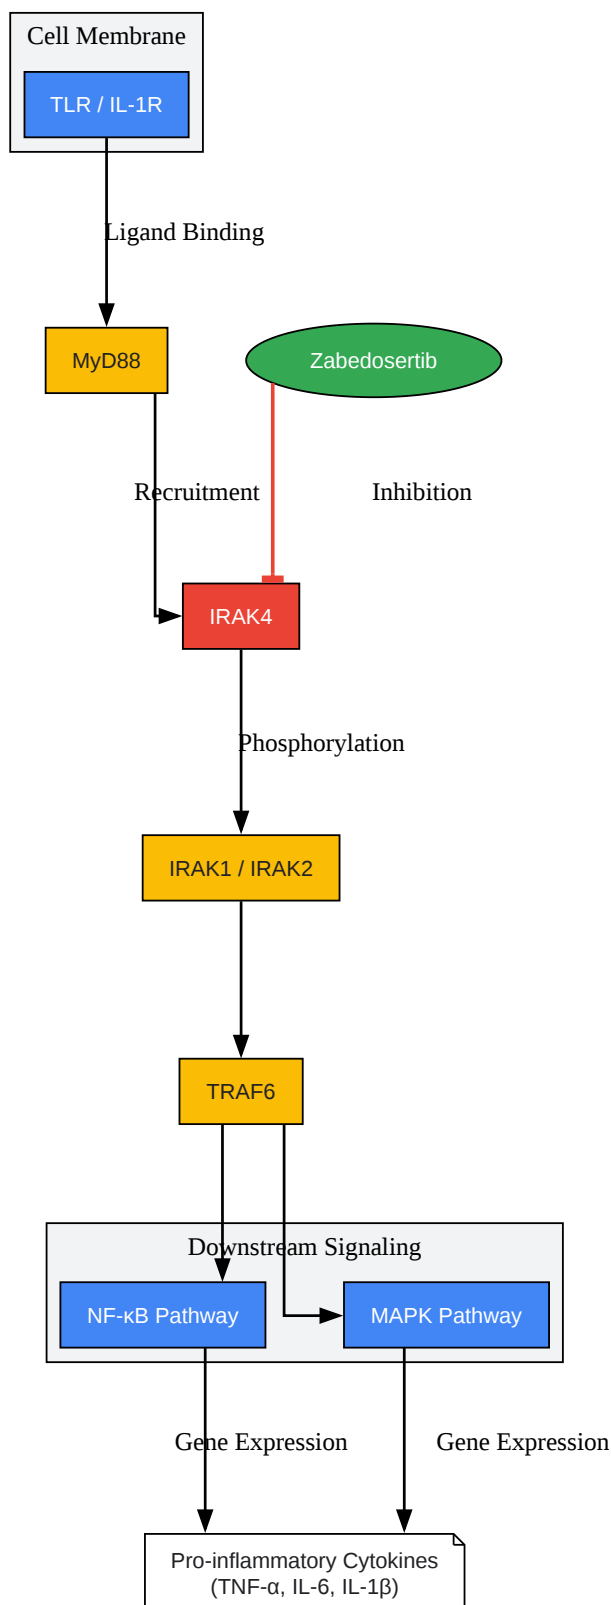 Cell Membrane
TLR / IL-1R
Ligand Binding
MyD88
Zabedosertib
Recruitment
Inhibition
IRAK4
Phosphorylation
IRAK1 / IRAK2
TRAF6
Downstream Signaling
NF-κB Pathway
MAPK Pathway
Gene Expression
Gene Expression
Pro-inflammatory Cytokines
(TNF-α, IL-6, IL-1β)